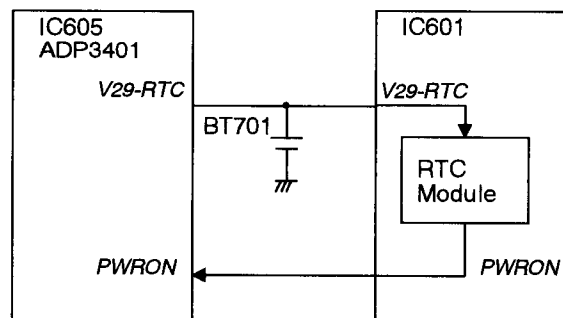 IC605
ADP3401
IC601
V29-RTC
V29-RTC
BT701
RTC
Module
PWRON
PWRON